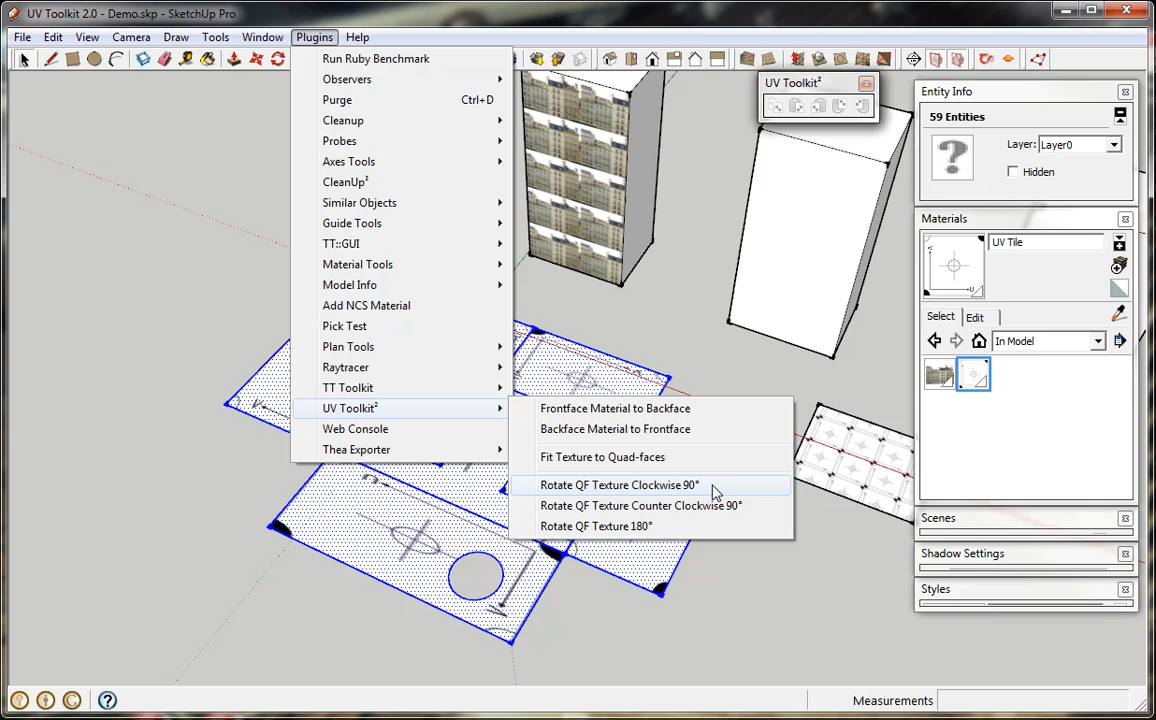 UV Toolkit 2.0 - Demo.skp - SketchUp Pro
File Edit View Camera Draw Tools Window Plugins Help
Run Ruby Benchmark
Observers
Purge Ctrl+D
Cleanup
Probes
Axes Tools
CleanUp³
Similar Objects
Guide Tools
TT::GUI
Material Tools
Model Info
Add NCS Material
Pick Test
Plan Tools
Raytracer
TT Toolkit
UV Toolkit²
Web Console
Thea Exporter
Frontface Material to Backface
Backface Material to Frontface
Fit Texture to Quad-faces
Rotate QF Texture Clockwise 90°
Rotate QF Texture Counter Clockwise 90°
Rotate QF Texture 180°
UV Toolkit²
Entity Info
59 Entities
Layer: Layer0
Hidden
Materials
UV Tile
Select Edit
In Model
Scenes
Shadow Settings
Styles
Measurements